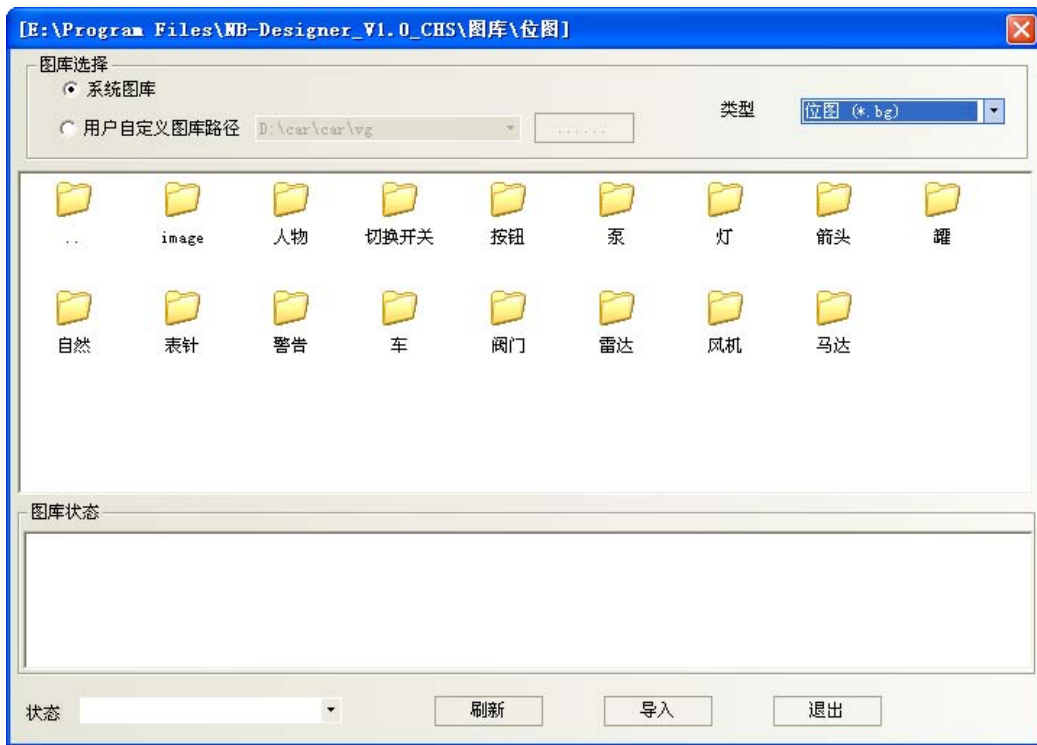 [E:\Program Files\NB-Designer_V1.0_CHS\图库\位图]
图库选择
系统图库
用户自定义图库路径 D:\car\car\vg ...... 类型 位图 (*.bg)
.. image 人物 切换开关 按钮 泵 灯 箭头 罐
自然 表针 警告 车 阀门 雷达 风机 马达
图库状态
状态 刷新 导入 退出